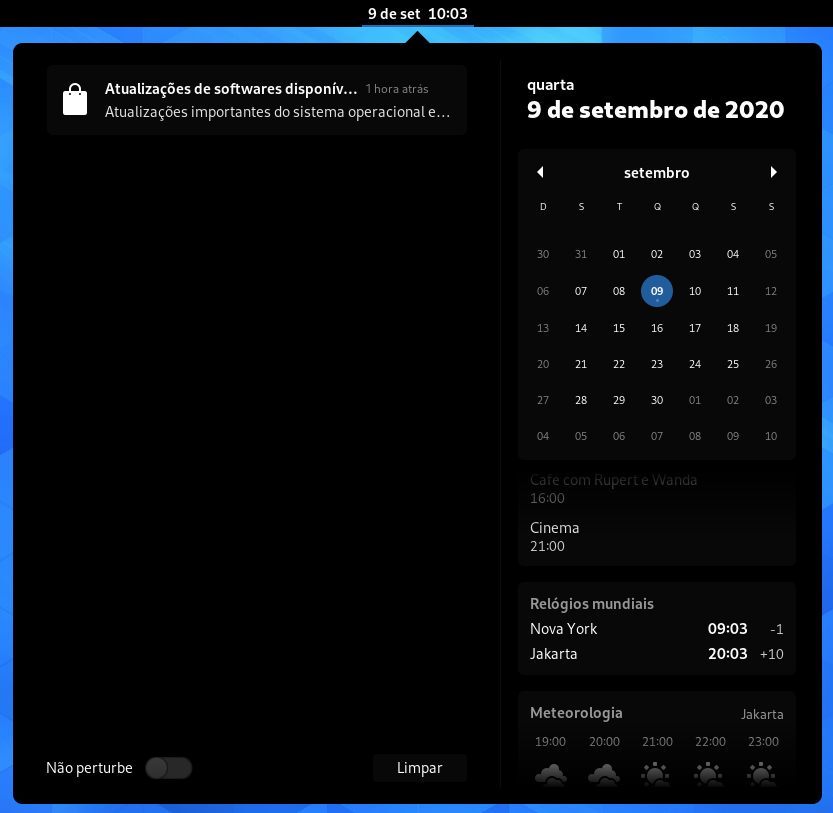 9 de set 10:03
Atualizações de softwares disponív… 1 hora atrás
Atualizações importantes do sistema operacional e…
Não perturbe
Limpar
quarta
9 de setembro de 2020
setembro
D S T Q Q S S
30 31 01 02 03 04 05
06 07 08 09 10 11 12
13 14 15 16 17 18 19
20 21 22 23 24 25 26
27 28 29 30 01 02 03
04 05 06 07 08 09 10
Café com Rupert e Wanda
16:00
Cinema
21:00
Relógios mundiais
Nova York 09:03 -1
Jakarta 20:03 +10
Meteorologia Jakarta
19:00 20:00 21:00 22:00 23:00